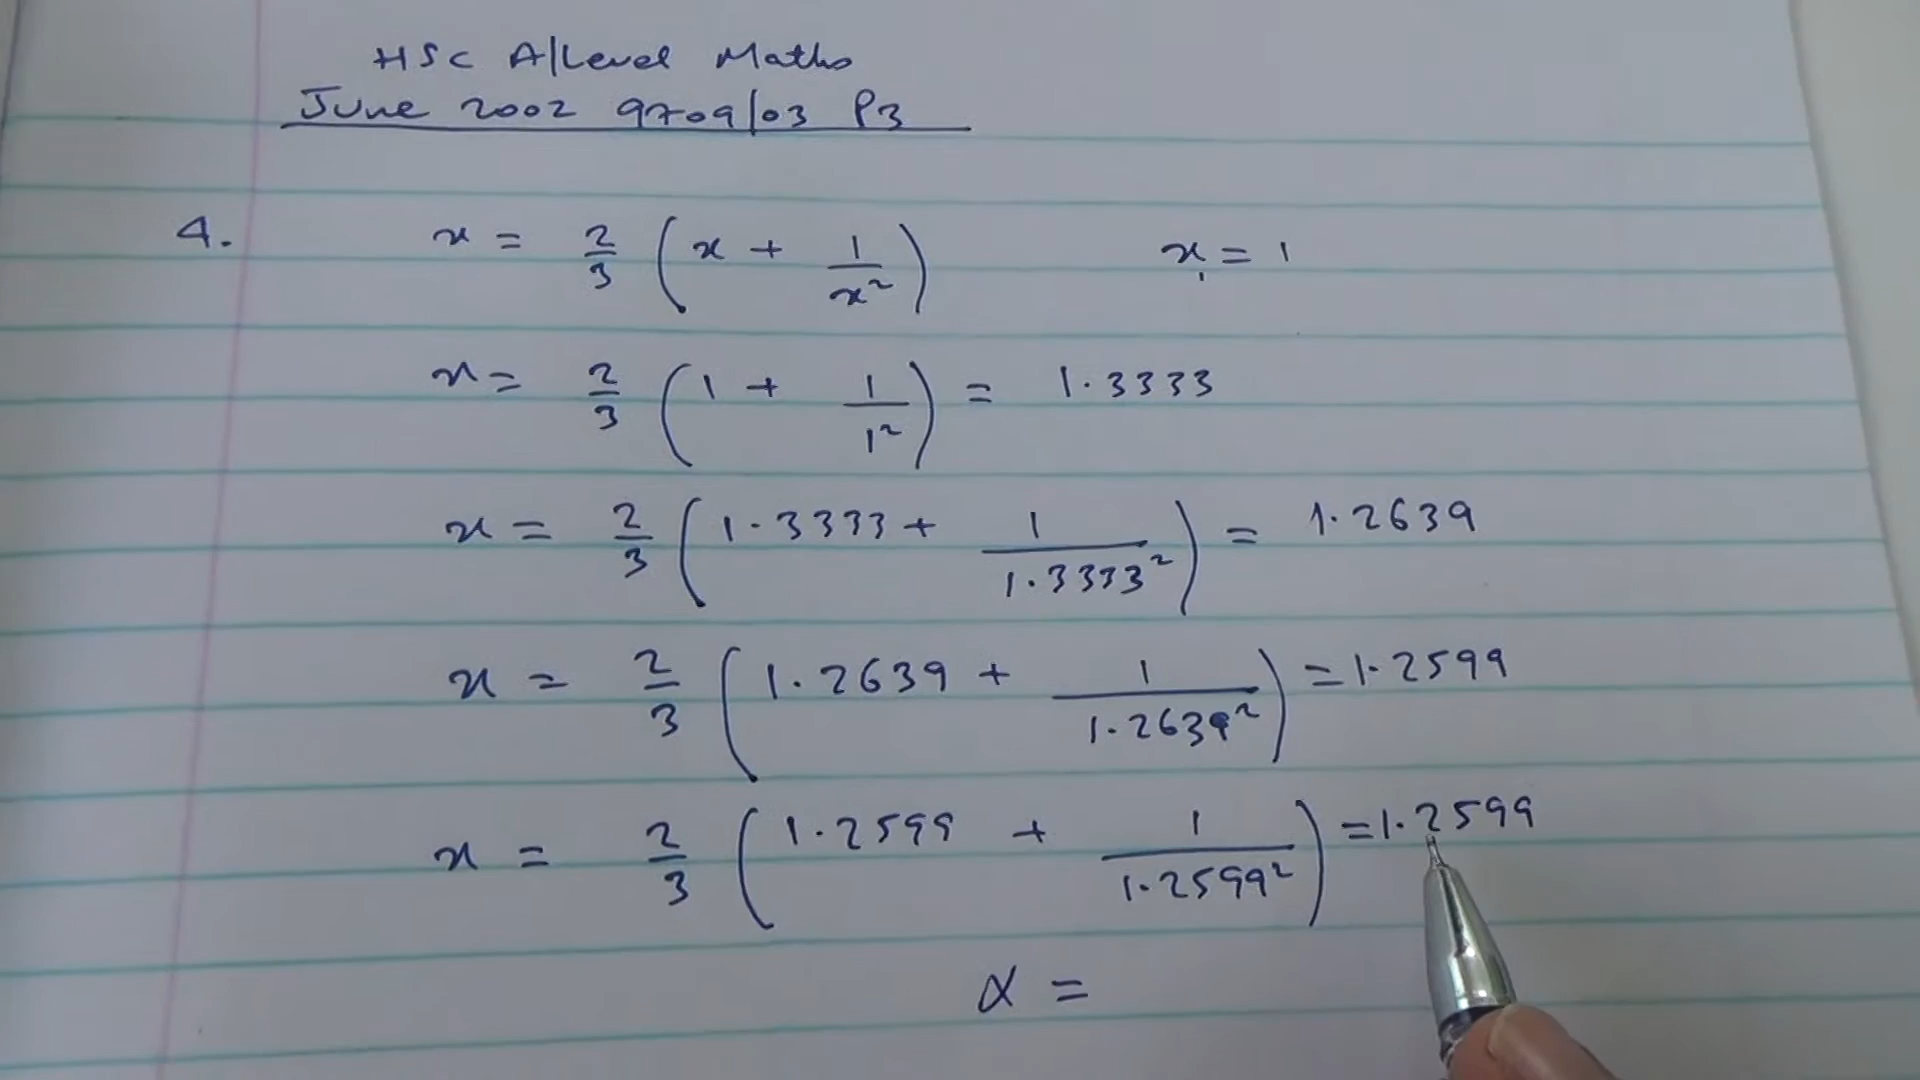 HSC A/Level Maths
June 2002 9709/03 P3
4. x = 2/3 (x + 1/x²) x₁ = 1
x = 2/3 (1 + 1/1²) = 1.3333
x = 2/3 (1.3333 + 1/1.3333²) = 1.2639
x = 2/3 (1.2639 + 1/1.2639²) = 1.2599
x = 2/3 (1.2599 + 1/1.2599²) = 1.2599
α =